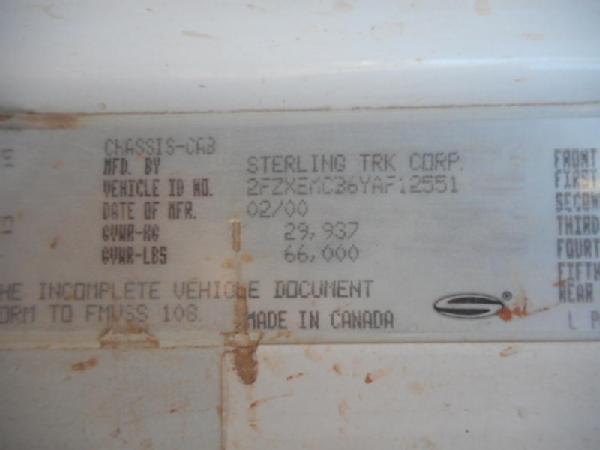 CHASSIS-CAB
MFD. BY STERLING TRK CORP.
VEHICLE ID NO. 2FZXEMC36YAF12551
DATE OF MFR. 02/00
GVWR-KG 29,937
GVWR-LBS 66,000
HE INCOMPLETE VEHICLE DOCUMENT
ORM TO FMVSS 108.
MADE IN CANADA
FRONT
FIRST
SECON
THIRD
FOURT
FIFTH
REAR
L P